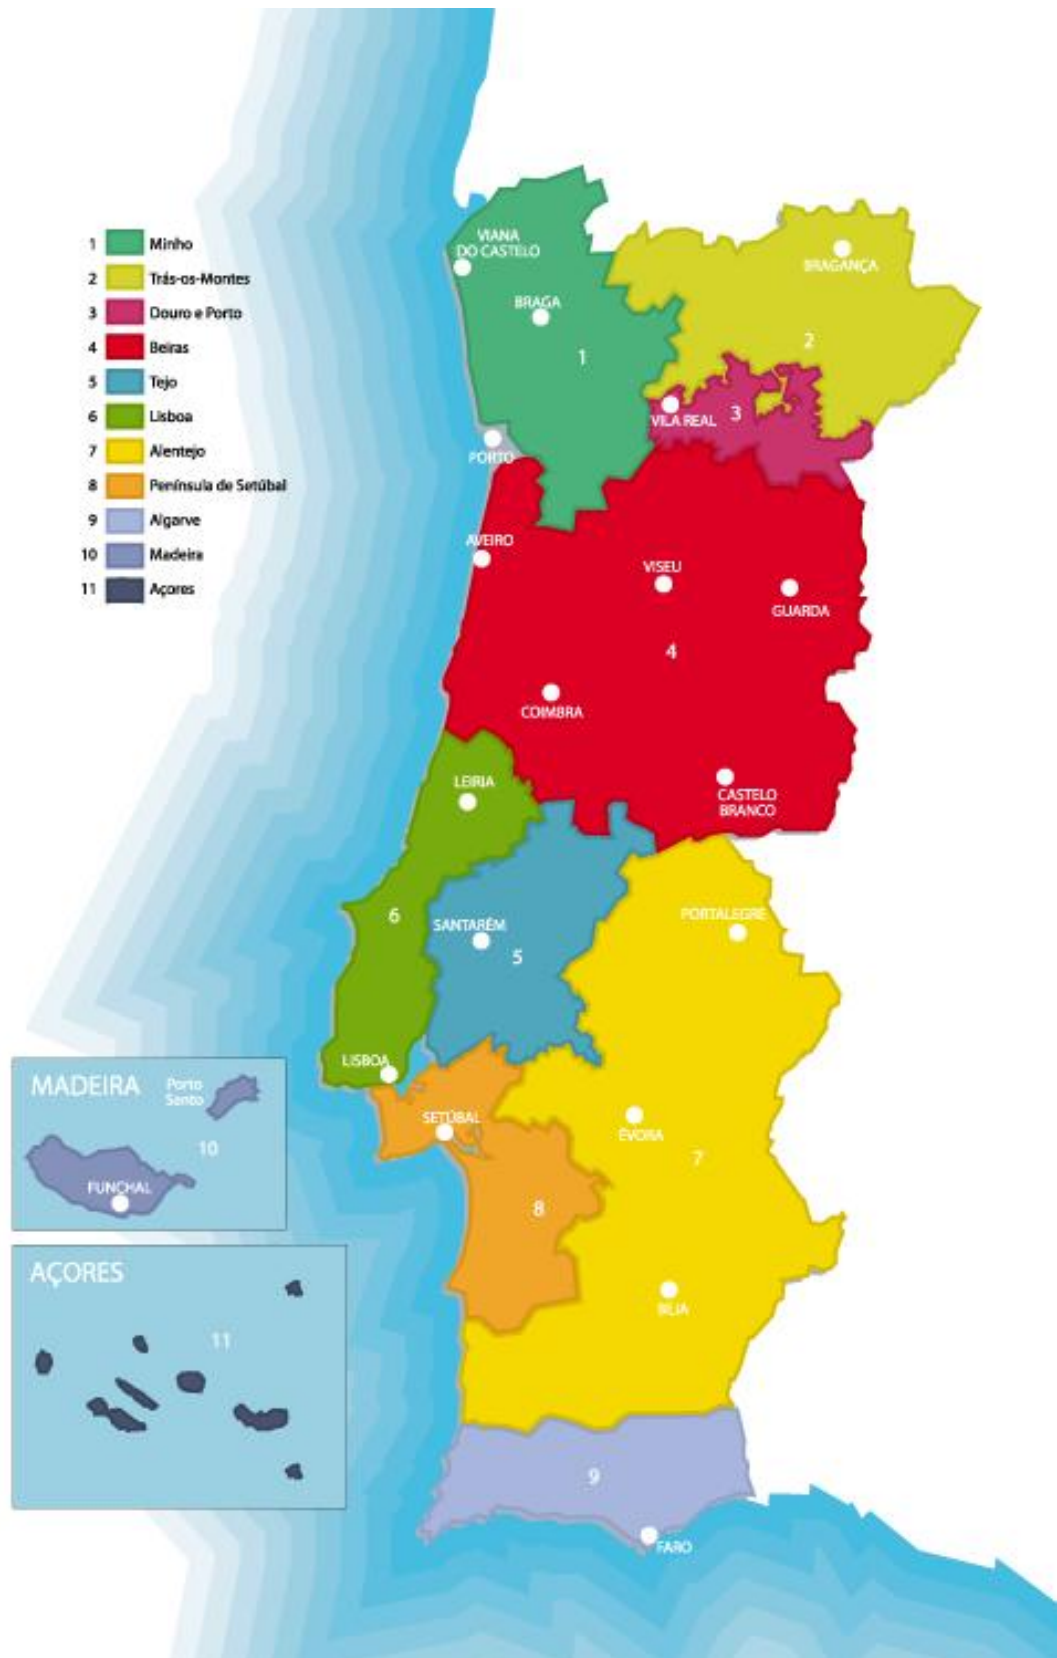 1 Minho
2 Trás-os-Montes
3 Douro e Porto
4 Beiras
5 Tejo
6 Lisboa
7 Alentejo
8 Península de Setúbal
9 Algarve
10 Madeira
11 Açores
VIANA
DO CASTELO
BRAGANÇA
BRAGA
1
2
VILA REAL
3
PORTO
AVEIRO
VISEU
GUARDA
4
COIMBRA
LEIRIA
CASTELO
BRANCO
6
SANTARÉM
5
PORTALEGRE
LISBOA
SETÚBAL
ÉVORA
7
8
BEJA
9
FARO
MADEIRA
Porto
Santo
10
FUNCHAL
AÇORES
11